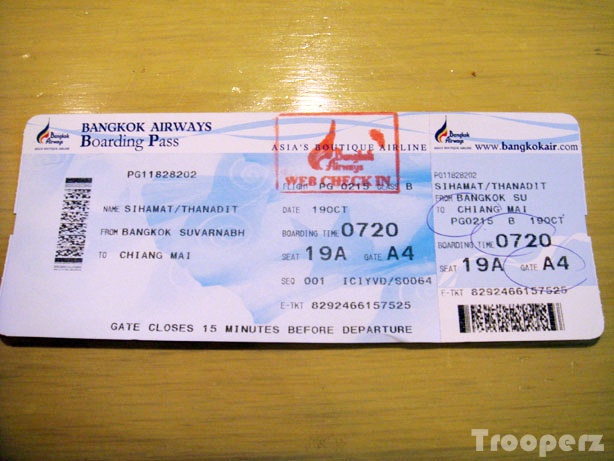 BANGKOK AIRWAYS
Boarding Pass
ASIA'S BOUTIQUE AIRLINE
Bangkok Airways
WEB CHECK IN
PG11828202
FLIGHT PG 0215 CLASS B
NAME SIHAMAT/THANADIT
DATE 19OCT
FROM BANGKOK SUVARNABH
BOARDING TIME 0720
TO CHIANG MAI
SEAT 19A GATE A4
SEQ 001 ICIYVD/S0064
E-TKT 8292466157525
GATE CLOSES 15 MINUTES BEFORE DEPARTURE
Bangkok Airways
www.bangkokair.com
PG11828202
SIHAMAT/THANADIT
FROM BANGKOK SU
TO CHIANG MAI
PG0215 B 19OCT
BOARDING TIME 0720
SEAT 19A GATE A4
E-TKT 8292466157525
Trooperz